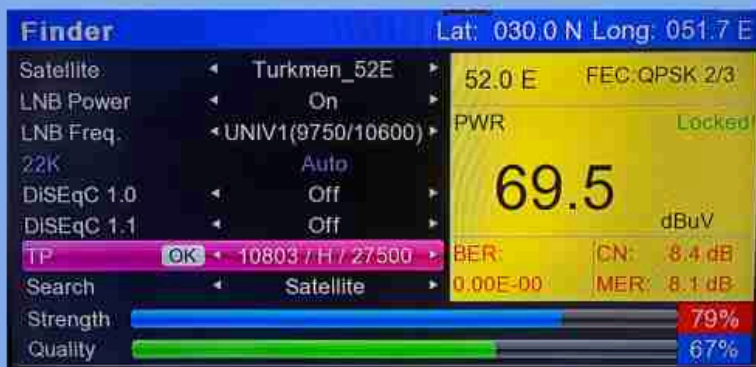 Finder Lat: 030.0 N Long: 051.7 E
Satellite Turkmen_52E
LNB Power On
LNB Freq. UNIV1(9750/10600)
22K Auto
DiSEqC 1.0 Off
DiSEqC 1.1 Off
TP OK 10803 / H / 27500
Search Satellite
52.0 E FEC:QPSK 2/3
PWR Locked!
69.5
dBuV
BER: CN: 8.4 dB
0.00E-00 MER: 8.1 dB
Strength 79%
Quality 67%